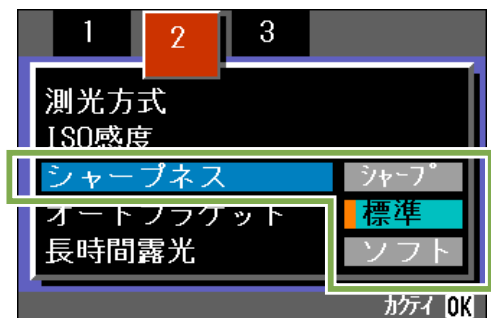 1 2 3
測光方式
ISO感度
シャープネス ｼｬｰﾌﾟ
オートブラケット 標準
長時間露光 ソフト
ｶｸﾃｲ OK